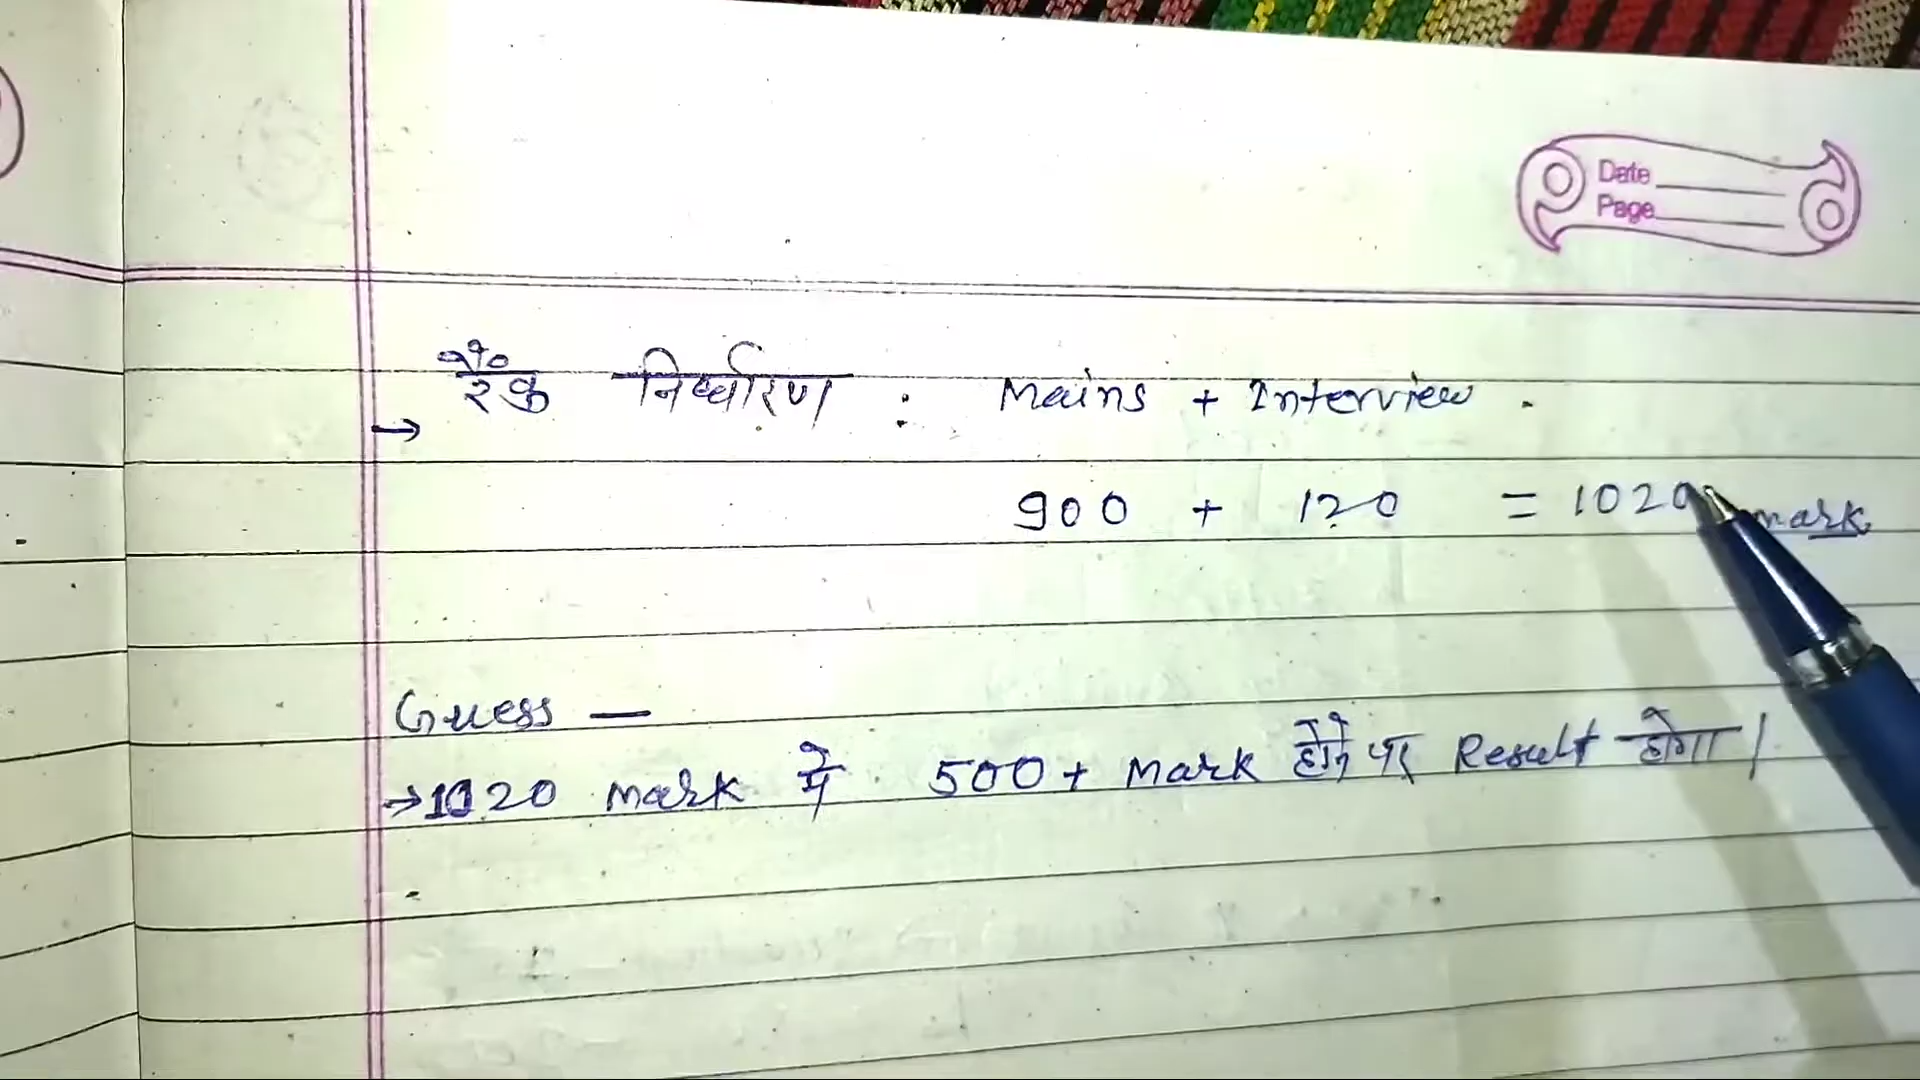 Date
Page
रैंक निर्धारण : Mains + Interview .
→
900 + 120 = 1020 mark
Guess —
→1020 mark में 500+ mark होने पर Result होगा।